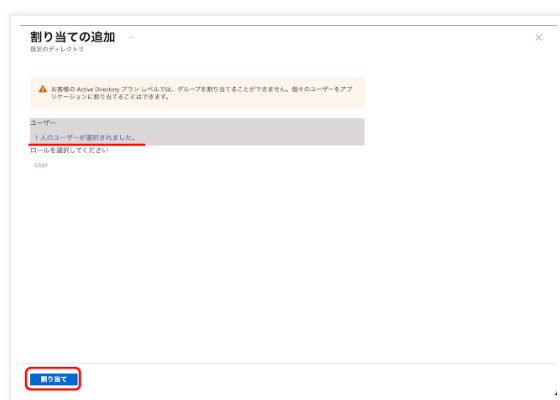 割り当ての追加 …
既定のディレクトリ
お客様の Active Directory プラン レベルでは、グループを割り当てることができません。個々のユーザーをアプ
リケーションに割り当てることはできます。
ユーザー
1 人のユーザーが選択されました。
ロールを選択してください
User
割り当て